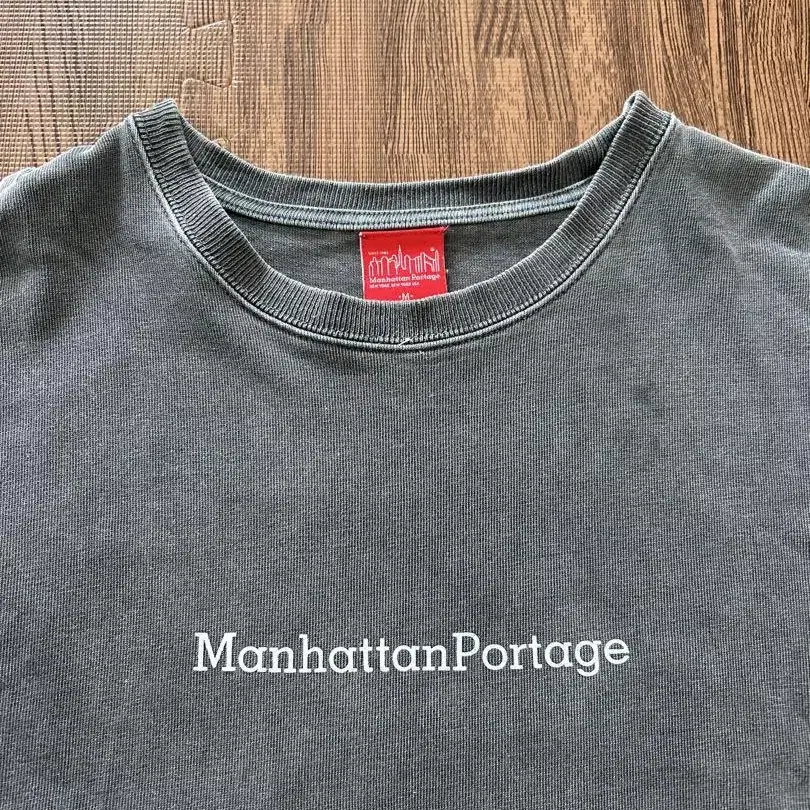 Manhattan Portage
NEW YORK, NEW YORK USA
-M-
ManhattanPortage